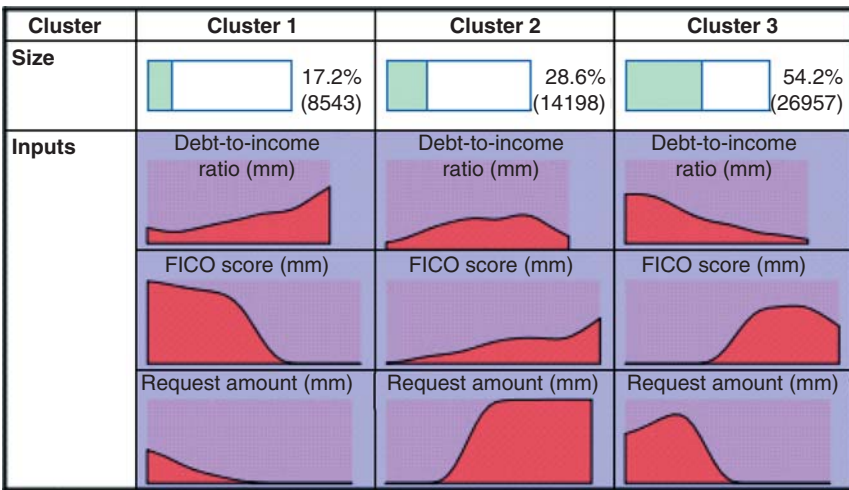 Cluster Cluster 1 Cluster 2 Cluster 3
Size
17.2% 28.6% 54.2%
(8543) (14198) (26957)
Inputs
Debt-to-income Debt-to-income Debt-to-income
ratio (mm) ratio (mm) ratio (mm)
FICO score (mm) FICO score (mm) FICO score (mm)
Request amount (mm) Request amount (mm) Request amount (mm)